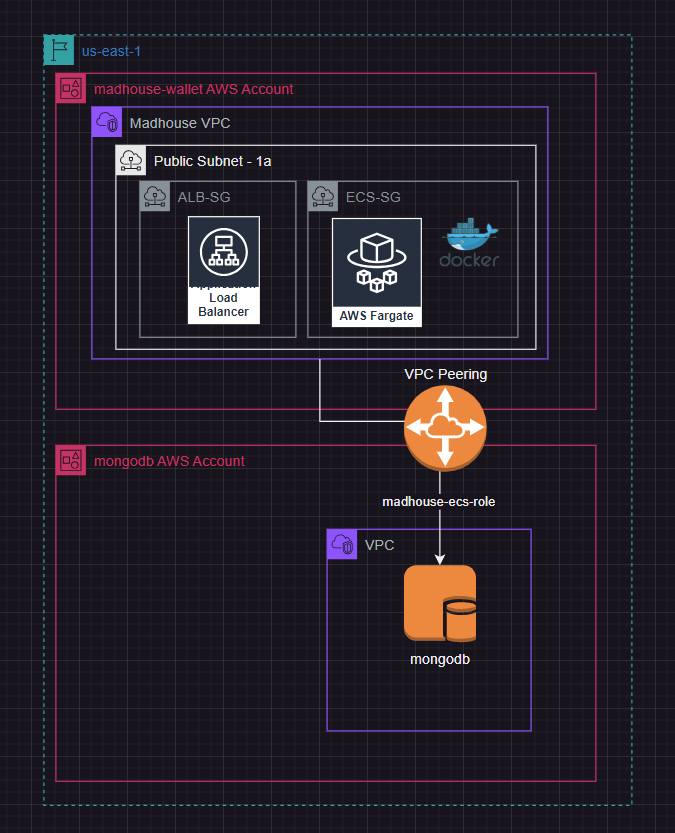 us-east-1
madhouse-wallet AWS Account
Madhouse VPC
Public Subnet - 1a
ALB-SG
ECS-SG
docker
Load
Balancer
AWS Fargate
VPC Peering
mongodb AWS Account
madhouse-ecs-role
VPC
mongodb